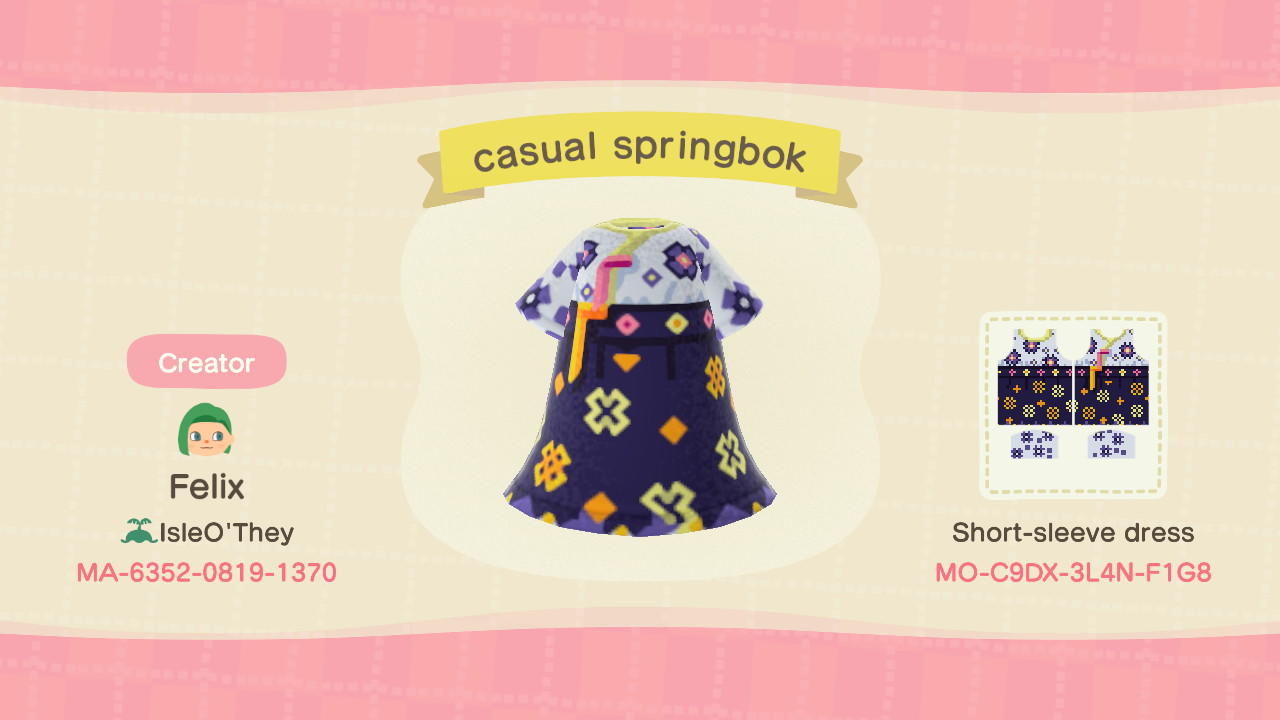 casual springbok
Creator
Felix
IsleO'They
MA-6352-0819-1370
Short-sleeve dress
MO-C9DX-3L4N-F1G8